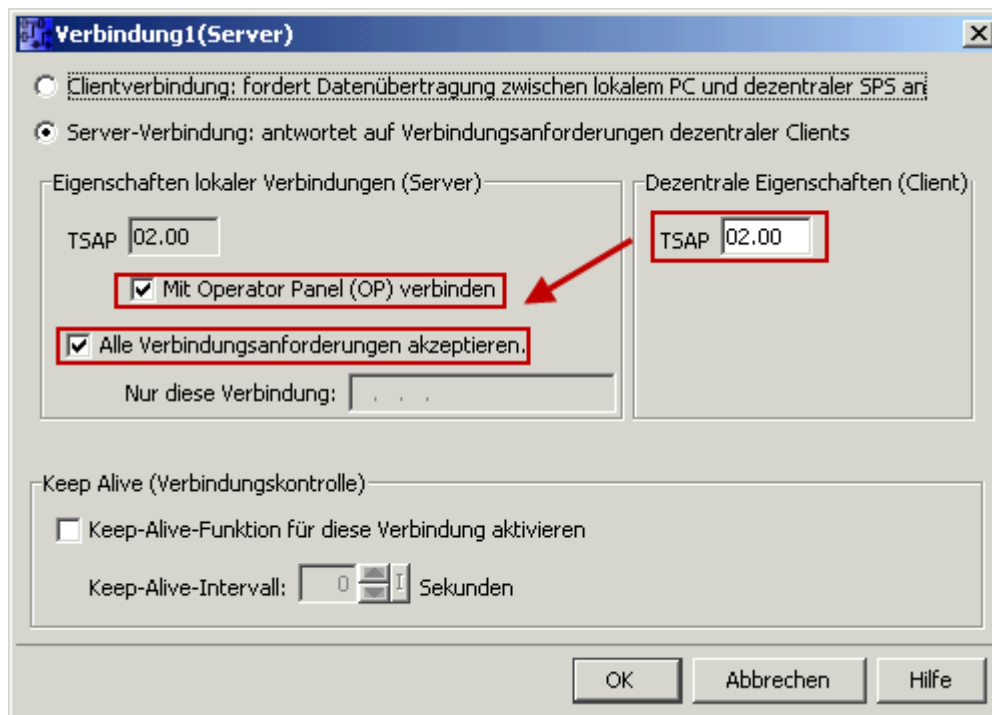 Verbindung1(Server)
Clientverbindung: fordert Datenübertragung zwischen lokalem PC und dezentraler SPS an
Server-Verbindung: antwortet auf Verbindungsanforderungen dezentraler Clients
Eigenschaften lokaler Verbindungen (Server)
TSAP 02.00
Mit Operator Panel (OP) verbinden
Alle Verbindungsanforderungen akzeptieren.
Nur diese Verbindung: . . .
Dezentrale Eigenschaften (Client)
TSAP 02.00
Keep Alive (Verbindungskontrolle)
Keep-Alive-Funktion für diese Verbindung aktivieren
Keep-Alive-Intervall: 0 Sekunden
OK Abbrechen Hilfe